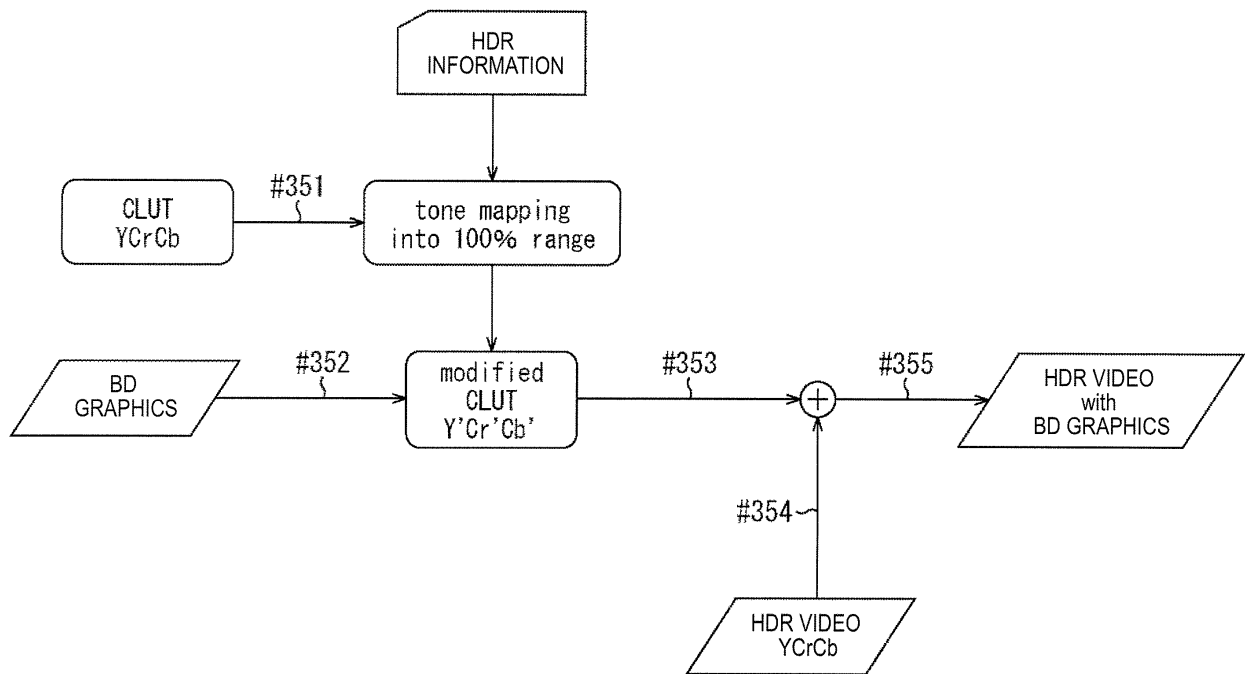 HDR
INFORMATION
#351
CLUT
YCrCb
tone mapping
into 100% range
#352
BD
GRAPHICS
modified
CLUT
Y'Cr'Cb'
#353
#355
HDR VIDEO
with
BD GRAPHICS
#354
HDR VIDEO
YCrCb